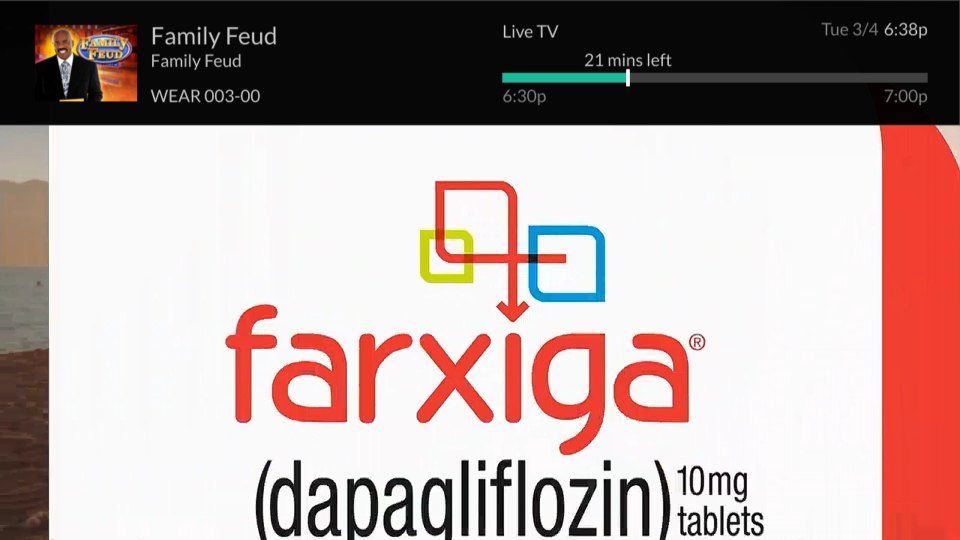 Family Feud
Family Feud
WEAR 003-00
FAMILY
FEUD
Live TV
21 mins left
6:30p
7:00p
Tue 3/4 6:38p
farxiga®
(dapagliflozin) 10mg
tablets